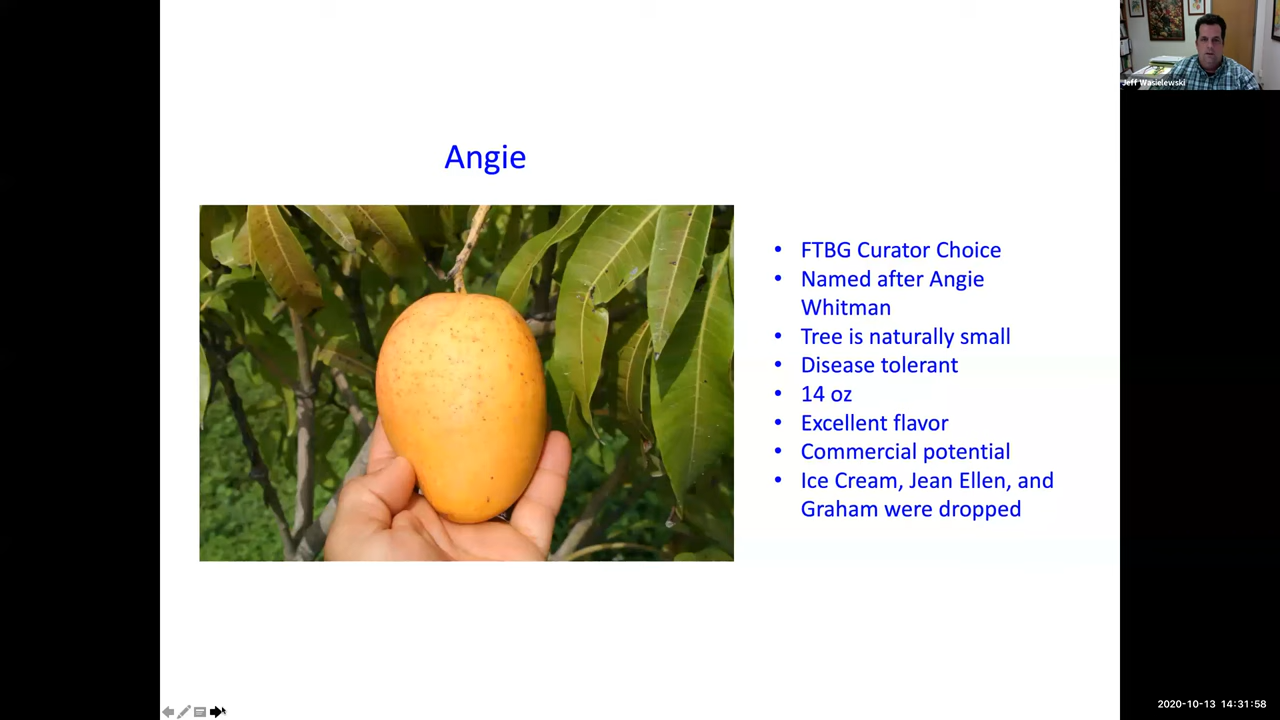 Jeff Wasielewski
Angie
• FTBG Curator Choice
• Named after Angie
Whitman
• Tree is naturally small
• Disease tolerant
• 14 oz
• Excellent flavor
• Commercial potential
• Ice Cream, Jean Ellen, and
Graham were dropped
2020-10-13 14:31:58